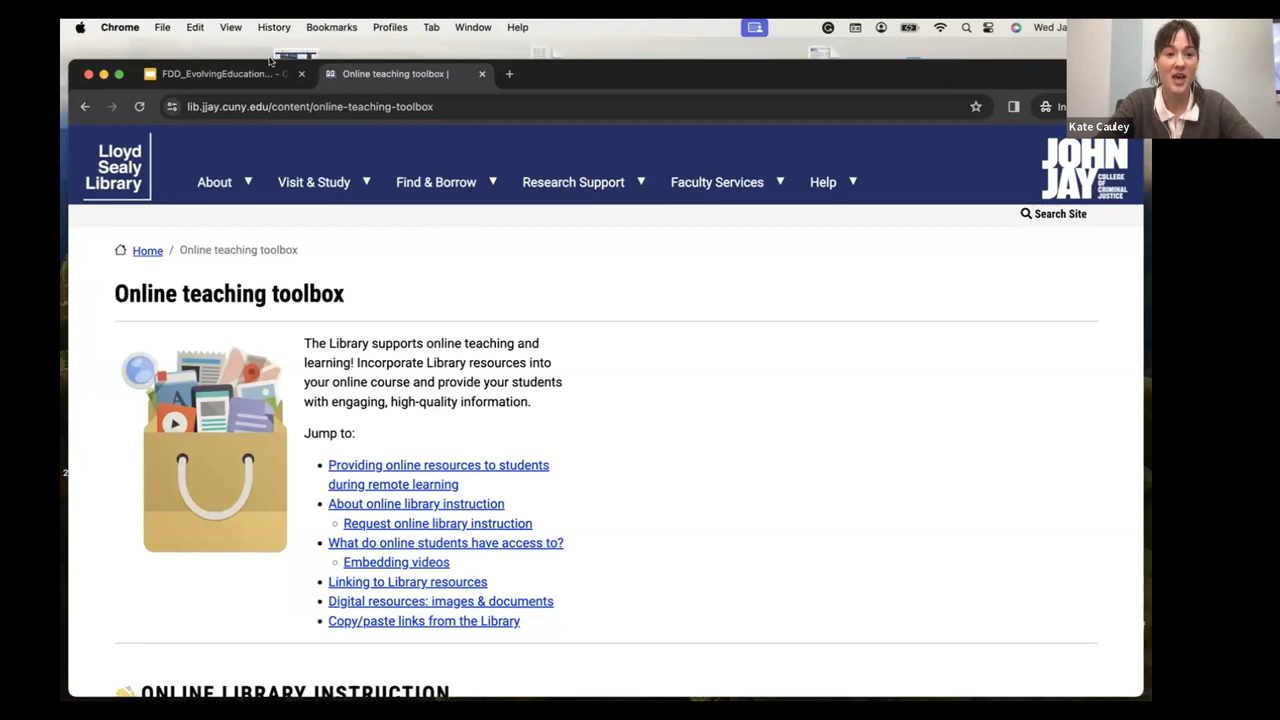 Chrome File Edit View History Bookmarks Profiles Tab Window Help
Wed Ja
FDD_EvolvingEducation...
Online teaching toolbox |
lib.jjay.cuny.edu/content/online-teaching-toolbox
In
Kate Cauley
Lloyd
Sealy
Library
About Visit & Study Find & Borrow Research Support Faculty Services Help
JOHN
JAY
COLLEGE
OF
CRIMINAL
JUSTICE
Search Site
Home / Online teaching toolbox
Online teaching toolbox
The Library supports online teaching and
learning! Incorporate Library resources into
your online course and provide your students
with engaging, high-quality information.
Jump to:
Providing online resources to students
during remote learning
About online library instruction
Request online library instruction
What do online students have access to?
Embedding videos
Linking to Library resources
Digital resources: images & documents
Copy/paste links from the Library
ONLINE LIBRARY INSTRUCTION